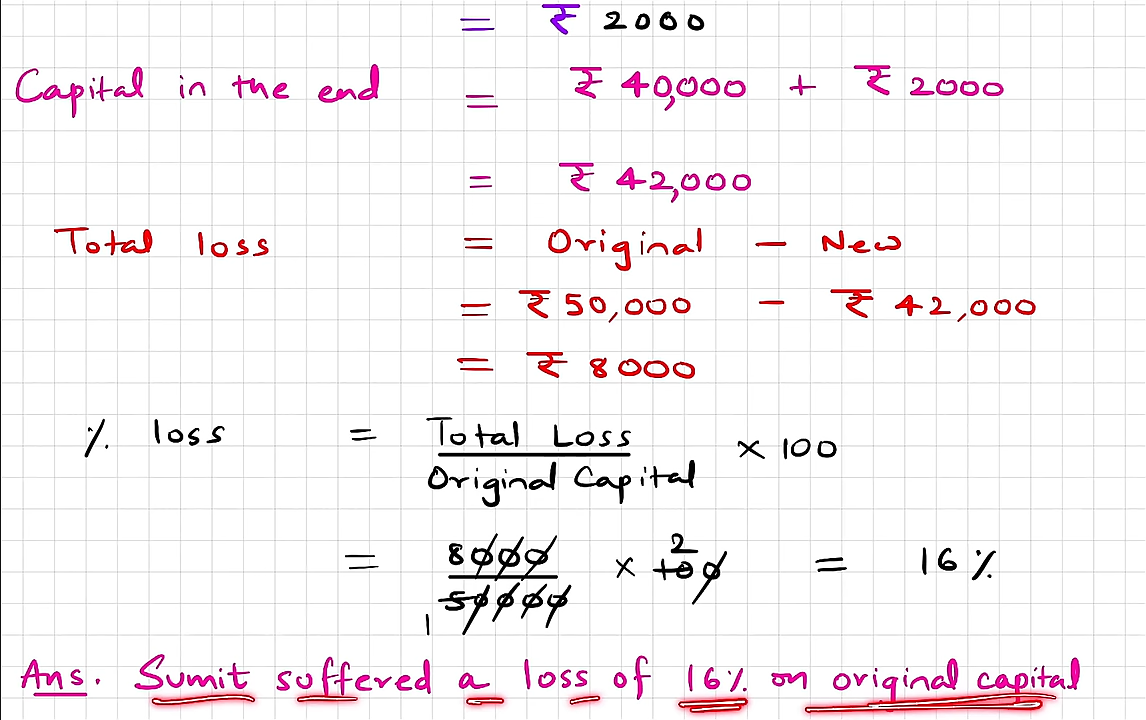 = ₹ 2000
Capital in the end = ₹ 40,000 + ₹ 2000
= ₹ 42,000
Total loss = Original - New
= ₹ 50,000 - ₹ 42,000
= ₹ 8000
% loss = Total Loss / Original Capital × 100
= 8000 / 50000 × 100 = 16 %
2
1
Ans. Sumit suffered a loss of 16% on original capital